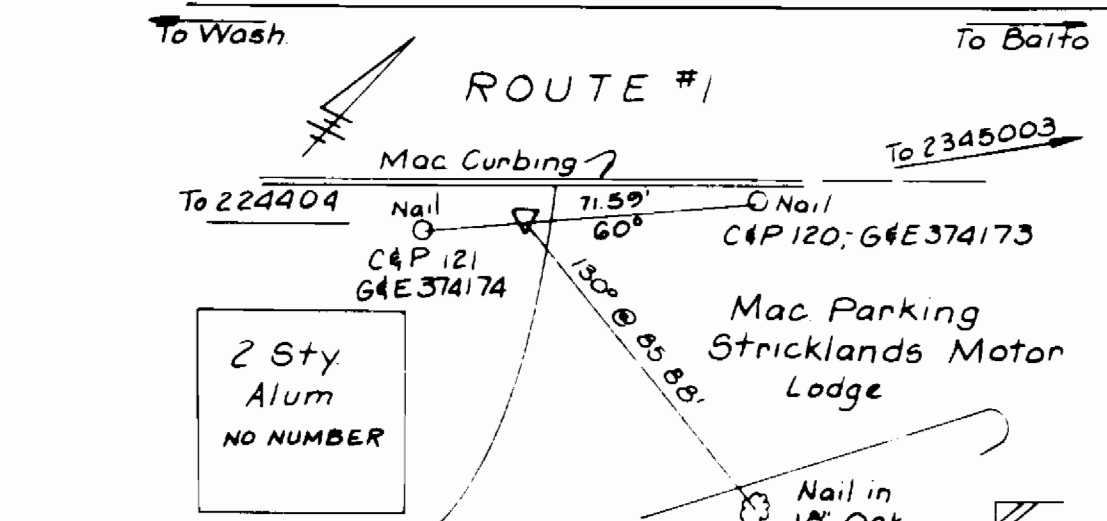 To Wash.
To Balto
ROUTE #1
To 2345003
Mac Curbing
To 224404
Nail
71.59'
60°
Nail
C&P 121
G&E 374174
C&P 120; G&E 374173
130° @ 85.88'
Mac Parking
Stricklands Motor
Lodge
2 Sty.
Alum
NO NUMBER
Nail in
Oak